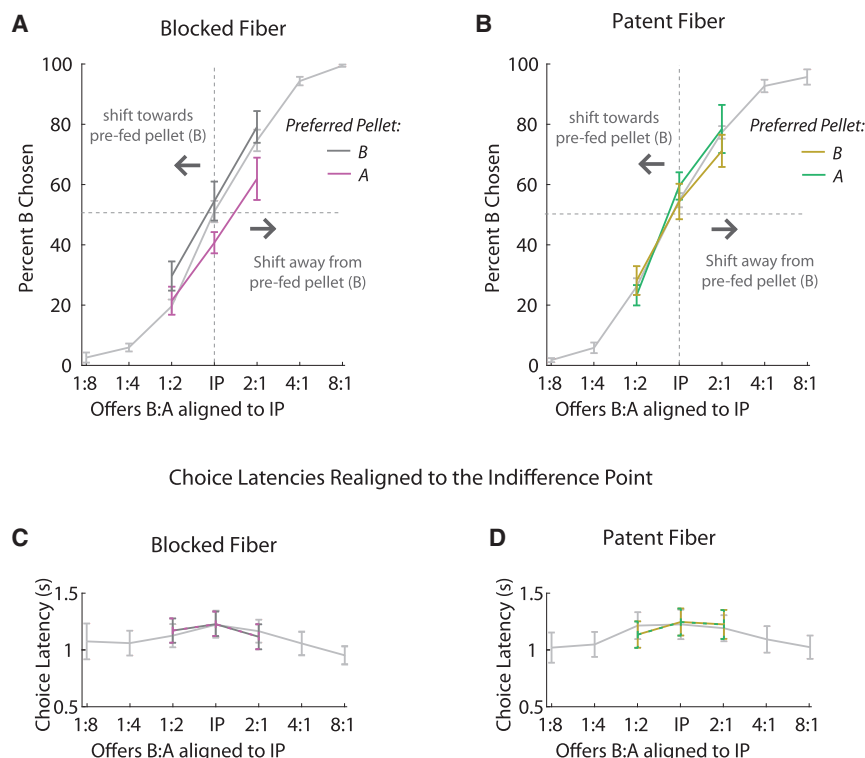 A
Blocked Fiber
Percent B Chosen
100
80
60
40
20
0
shift towards
pre-fed pellet (B)
Preferred Pellet:
B
A
Shift away from
pre-fed pellet (B)
1:8 1:4 1:2 IP 2:1 4:1 8:1
Offers B:A aligned to IP
B
Patent Fiber
Percent B Chosen
100
80
60
40
20
0
shift towards
pre-fed pellet (B)
Preferred Pellet:
B
A
Shift away from
pre-fed pellet (B)
1:8 1:4 1:2 IP 2:1 4:1 8:1
Offers B:A aligned to IP
Choice Latencies Realigned to the Indifference Point
C
Blocked Fiber
Choice Latency (s)
1.5
1
0.5
1:8 1:4 1:2 IP 2:1 4:1 8:1
Offers B:A aligned to IP
D
Patent Fiber
Choice Latency (s)
1.5
1
0.5
1:8 1:4 1:2 IP 2:1 4:1 8:1
Offers B:A aligned to IP